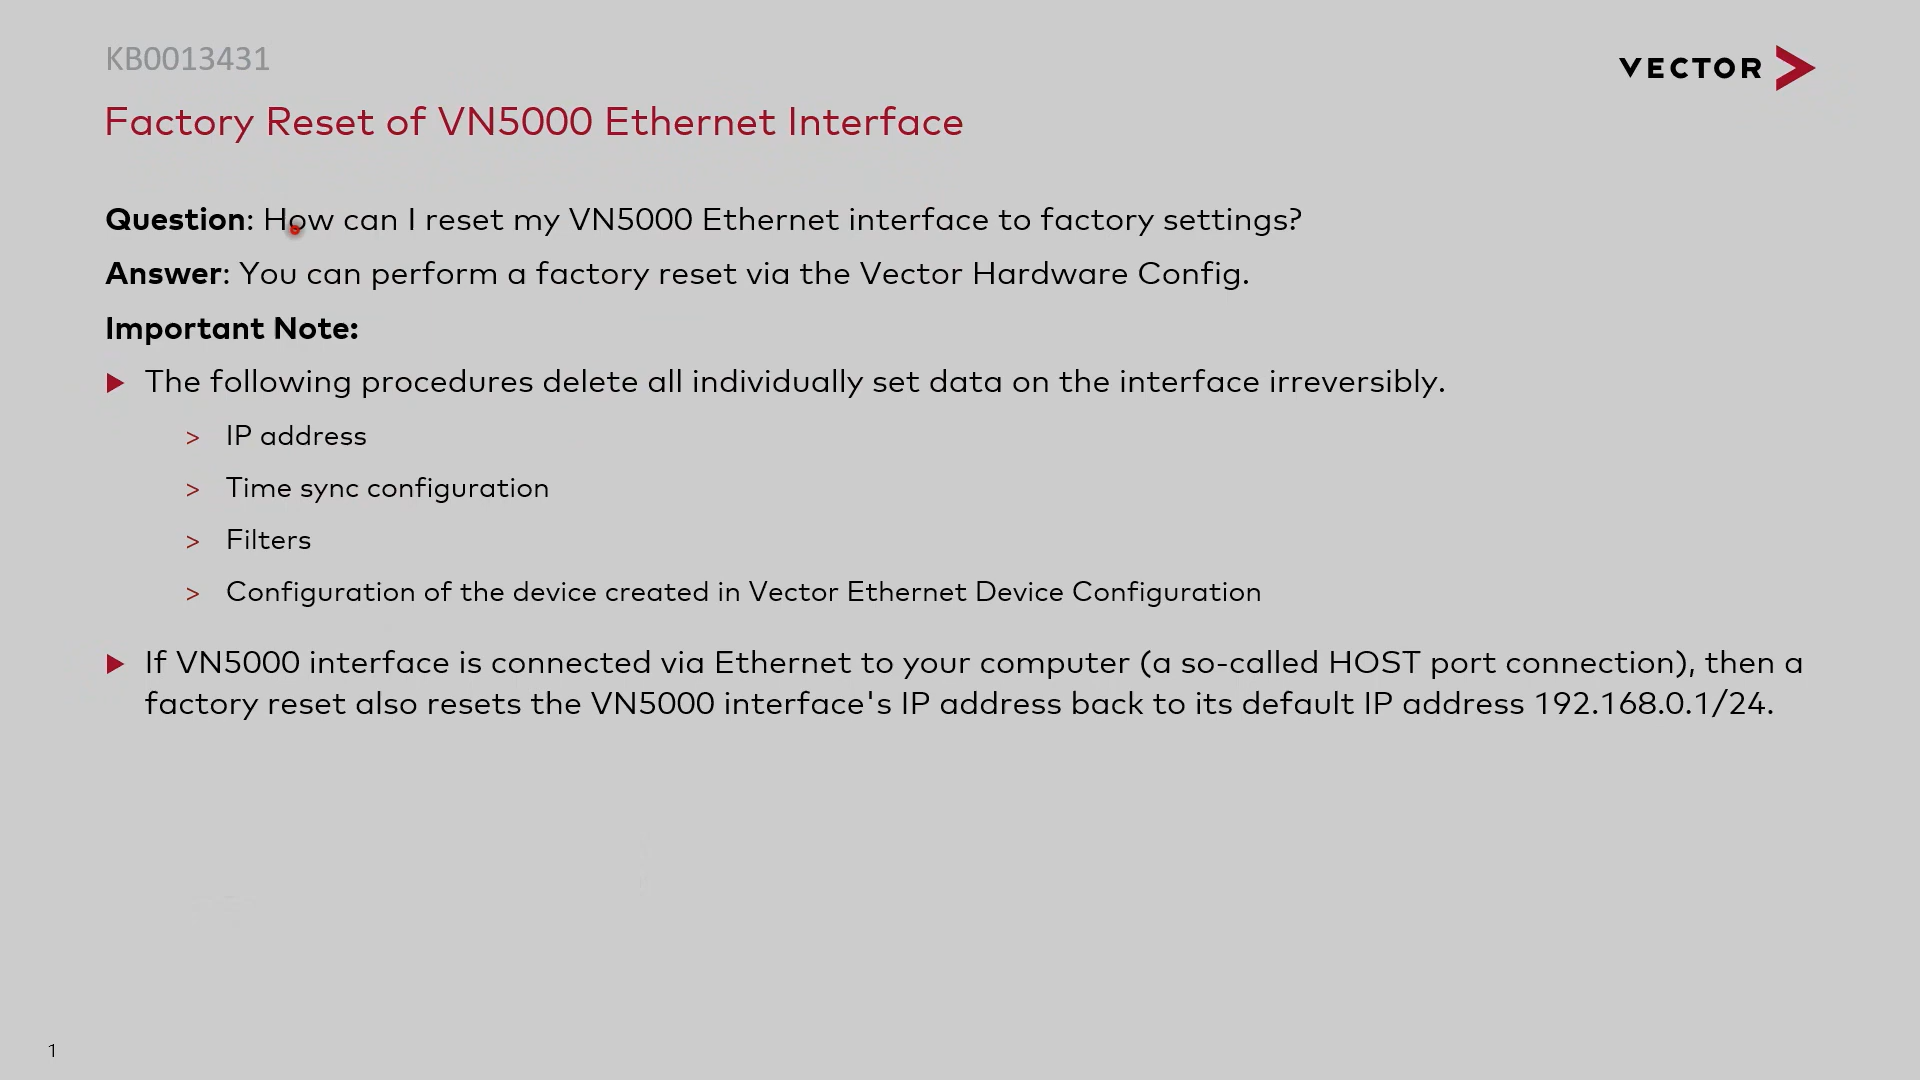 KB0013431
VECTOR
Factory Reset of VN5000 Ethernet Interface
Question: How can I reset my VN5000 Ethernet interface to factory settings?
Answer: You can perform a factory reset via the Vector Hardware Config.
Important Note:
The following procedures delete all individually set data on the interface irreversibly.
> IP address
> Time sync configuration
> Filters
> Configuration of the device created in Vector Ethernet Device Configuration
If VN5000 interface is connected via Ethernet to your computer (a so-called HOST port connection), then a
factory reset also resets the VN5000 interface's IP address back to its default IP address 192.168.0.1/24.
1